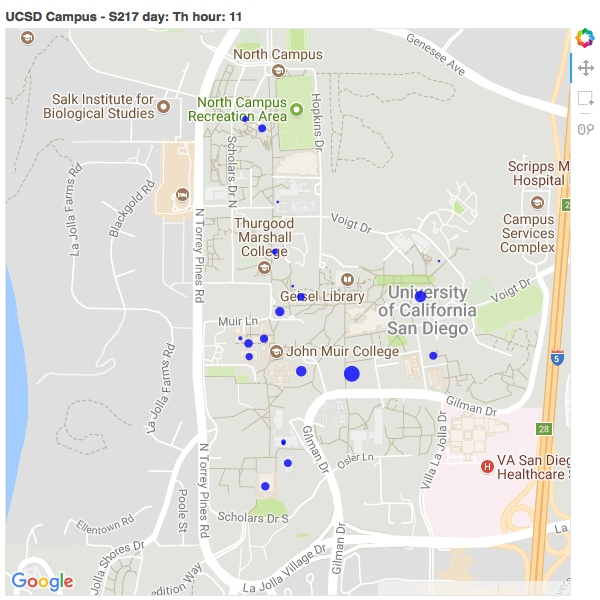 UCSD Campus - S217 day: Th hour: 11
Genesee Ave
North Campus
Salk Institute for
Biological Studies
North Campus
Recreation Area
Hopkins Dr
Scholars Dr N
Scripps M
Hospital
La Jolla Farms Rd
Blackgold Rd
N Torrey Pines Rd
Voigt Dr
Campus
Services
Complex
Thurgood
Marshall
College
Geisel Library
University
of California
San Diego
Voigt Dr
Muir Ln
John Muir College
La Jolla Farms Rd
5
Gilman Dr
Gilman Dr
Villa La Jolla Dr
28
Osler Ln
N Torrey Pines Rd
H
VA San Dieg
Healthcare S
Poole St
Ellentown Rd
Scholars Dr S
La
La Jolla Shores Dr
Gilman Dr
La Jolla Village Dr
edition Way
Google